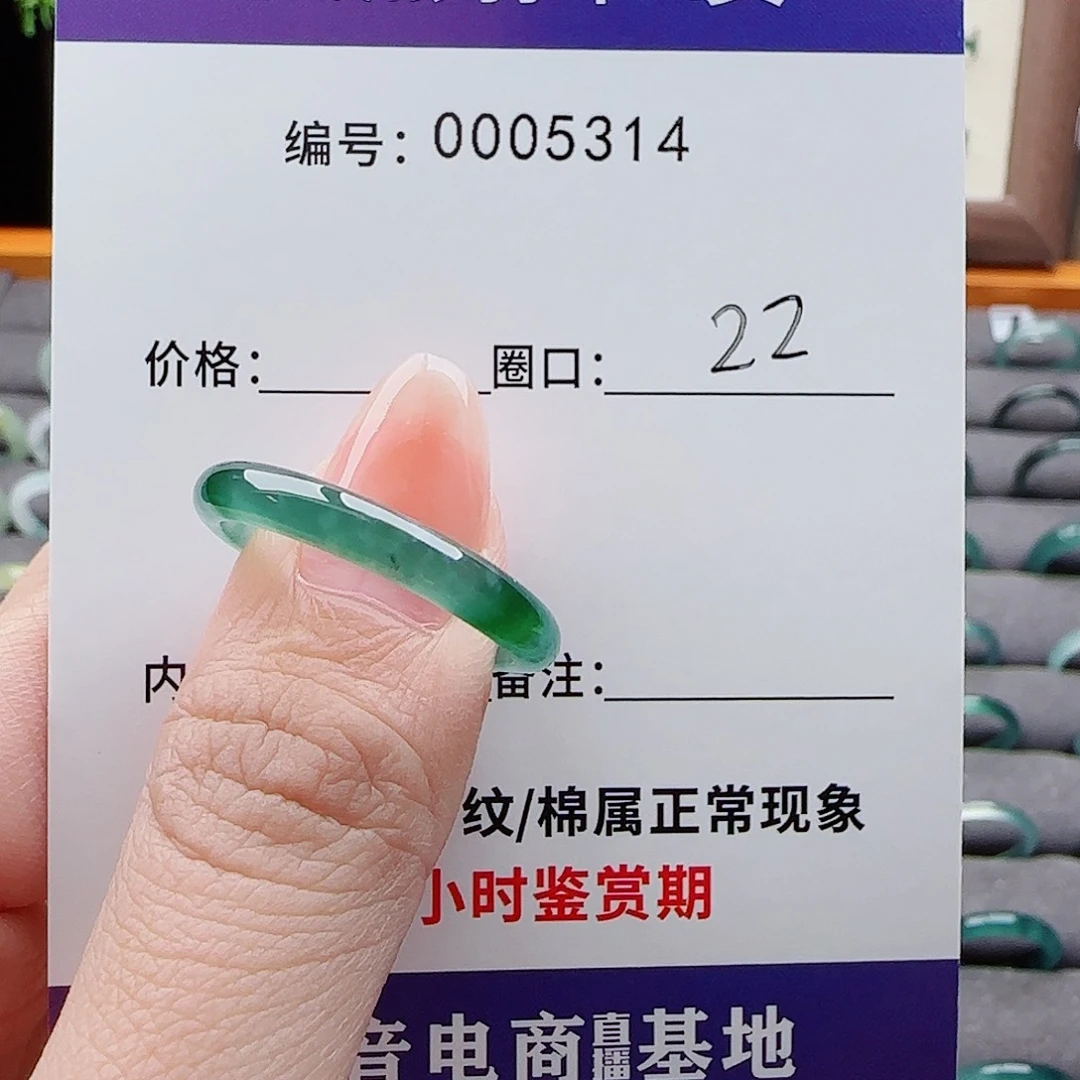 编号：0005314
价格：
圈口：22
内
备注：
纹/棉属正常现象
小时鉴赏期
音电商直播基地